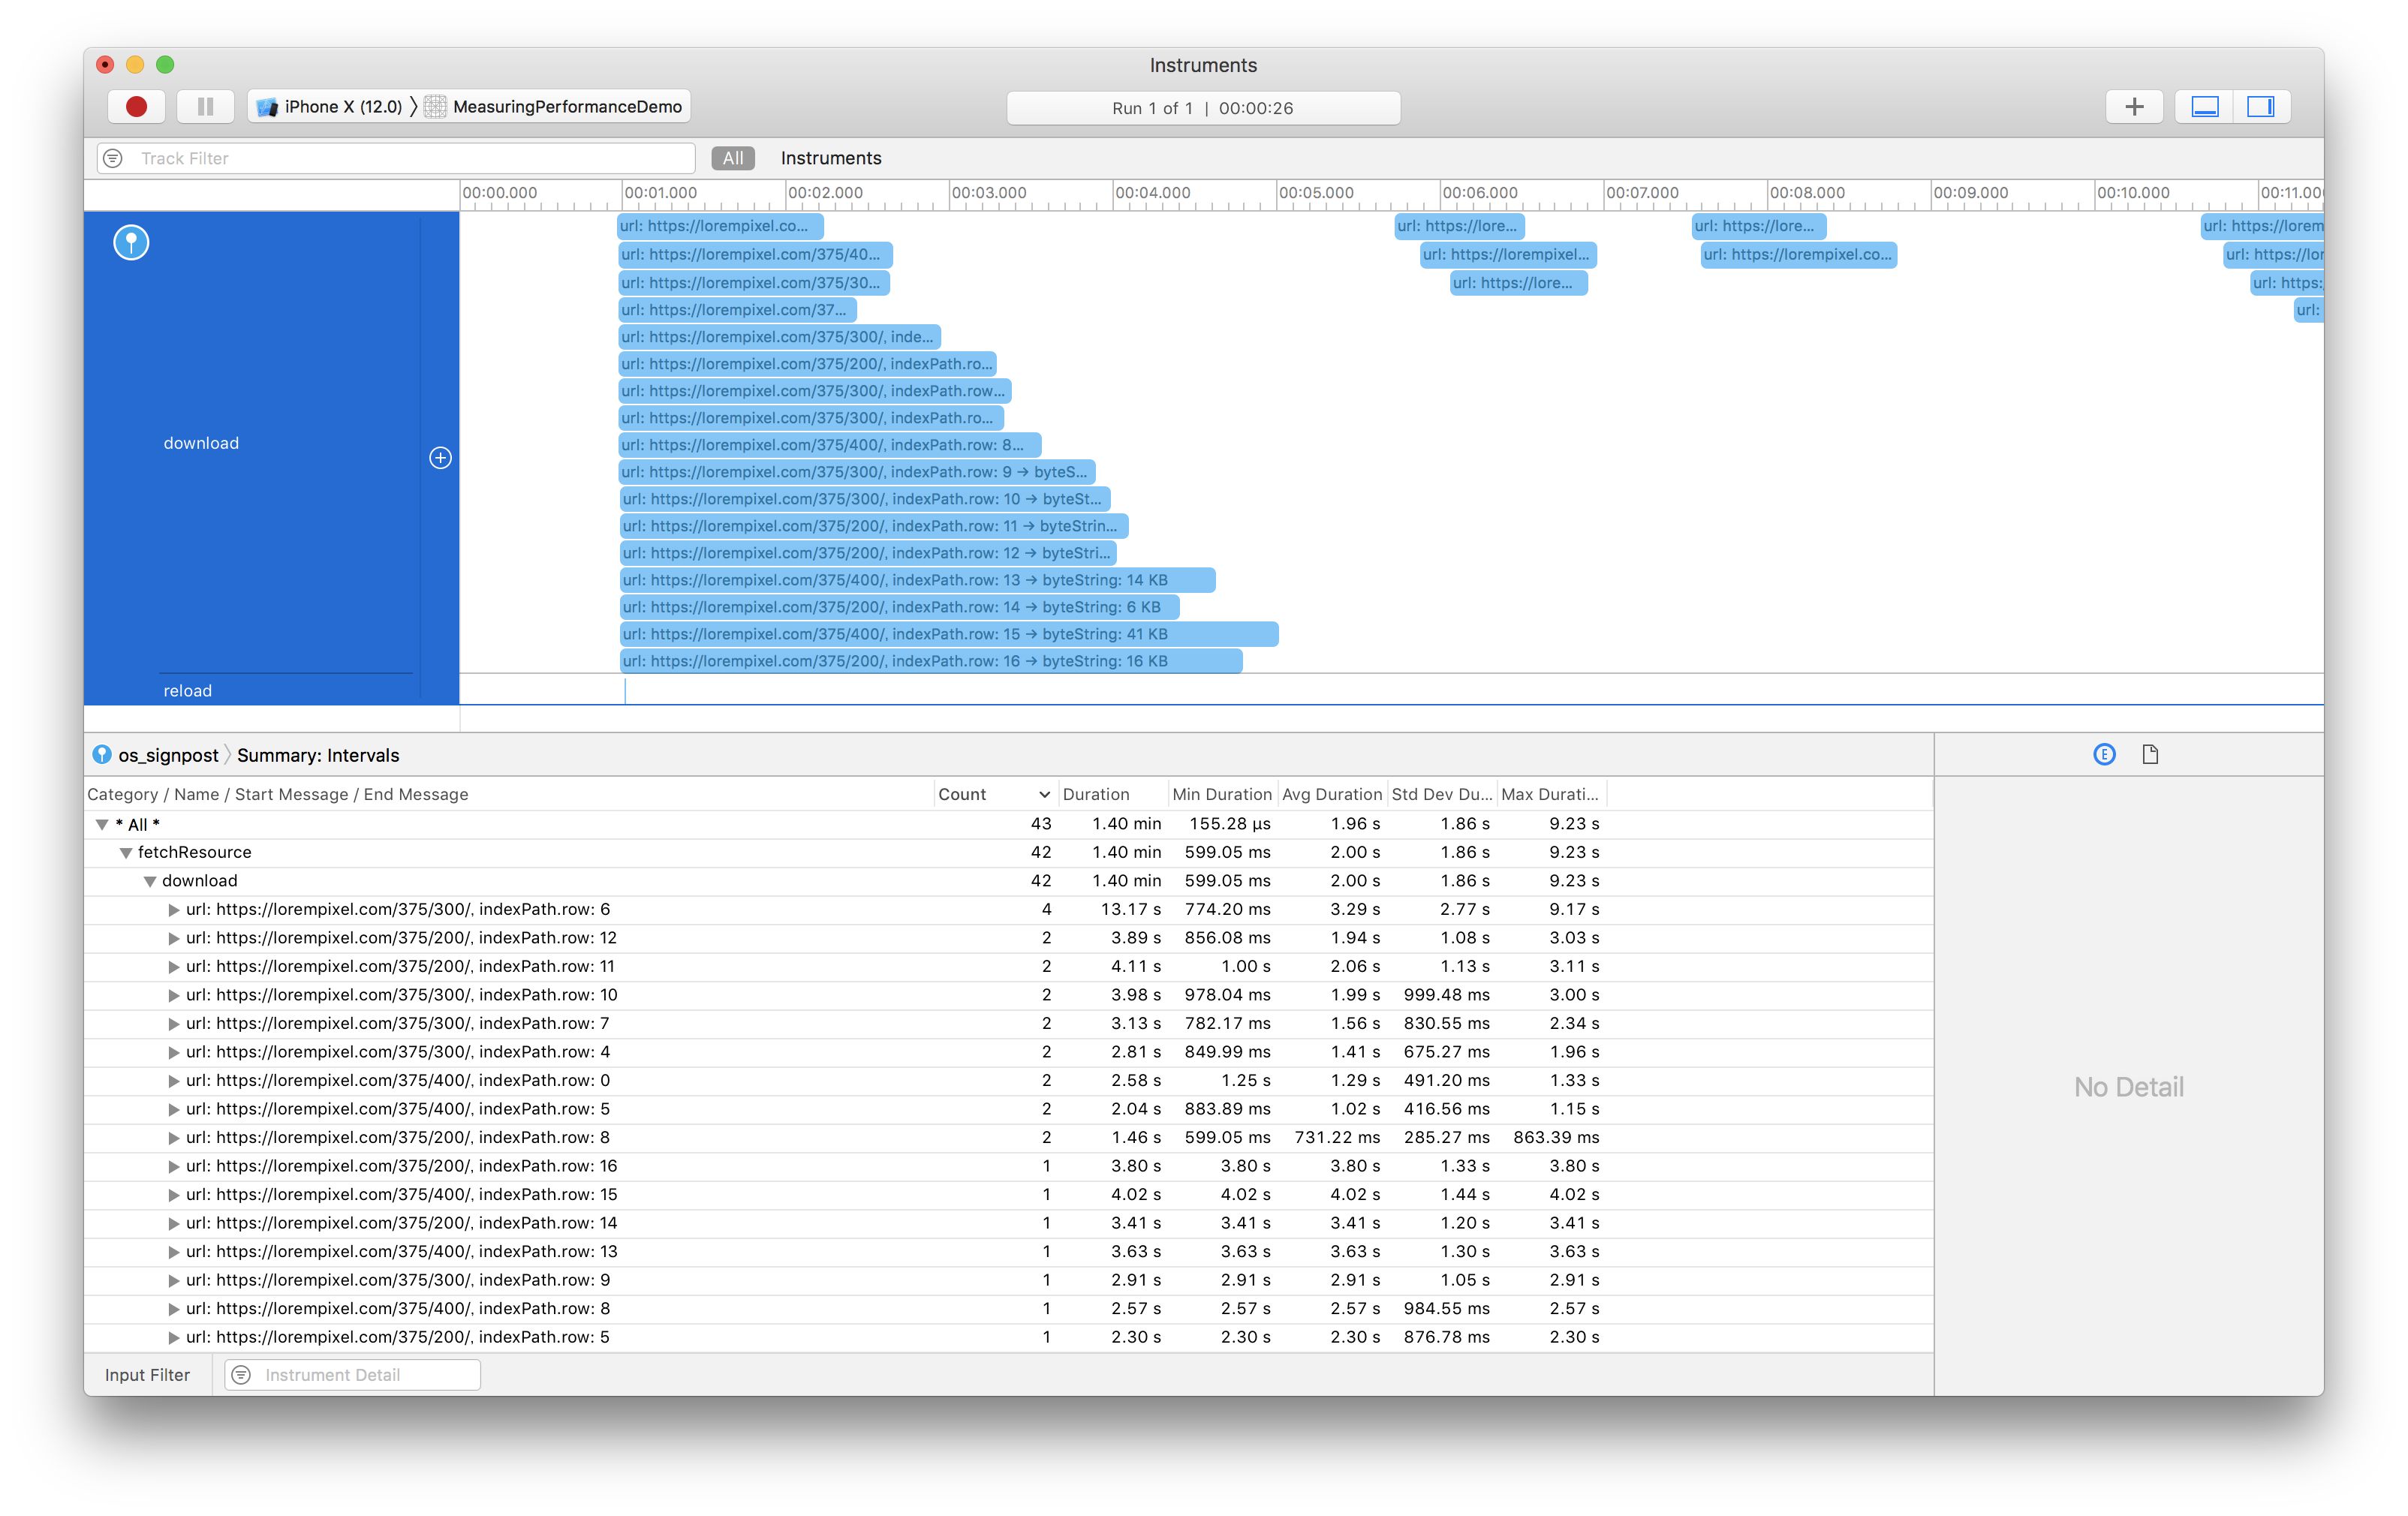 Instruments
iPhone X (12.0) 〉 MeasuringPerformanceDemo
Run 1 of 1 | 00:00:26
Track Filter
All
Instruments
00:00.000 00:01.000 00:02.000 00:03.000 00:04.000 00:05.000 00:06.000 00:07.000 00:08.000 00:09.000 00:10.000 00:11.00
url: https://lorempixel.co... url: https://lore... url: https://lore... url: https://lorem
url: https://lorempixel.com/375/40... url: https://lorempixel... url: https://lorempixel.co... url: https://lor
url: https://lorempixel.com/375/30... url: https://lore... url: https:
url: https://lorempixel.com/37... url:
url: https://lorempixel.com/375/300/, inde...
url: https://lorempixel.com/375/200/, indexPath.ro...
url: https://lorempixel.com/375/300/, indexPath.row...
url: https://lorempixel.com/375/300/, indexPath.ro...
download
url: https://lorempixel.com/375/400/, indexPath.row: 8...
url: https://lorempixel.com/375/300/, indexPath.row: 9 → byteS...
url: https://lorempixel.com/375/300/, indexPath.row: 10 → byteSt...
url: https://lorempixel.com/375/200/, indexPath.row: 11 → byteStrin...
url: https://lorempixel.com/375/200/, indexPath.row: 12 → byteStri...
url: https://lorempixel.com/375/400/, indexPath.row: 13 → byteString: 14 KB
url: https://lorempixel.com/375/200/, indexPath.row: 14 → byteString: 6 KB
url: https://lorempixel.com/375/400/, indexPath.row: 15 → byteString: 41 KB
url: https://lorempixel.com/375/200/, indexPath.row: 16 → byteString: 16 KB
reload
os_signpost 〉 Summary: Intervals
E
Category / Name / Start Message / End Message Count Duration Min Duration Avg Duration Std Dev Du... Max Durati...
* All * 43 1.40 min 155.28 µs 1.96 s 1.86 s 9.23 s
fetchResource 42 1.40 min 599.05 ms 2.00 s 1.86 s 9.23 s
download 42 1.40 min 599.05 ms 2.00 s 1.86 s 9.23 s
url: https://lorempixel.com/375/300/, indexPath.row: 6 4 13.17 s 774.20 ms 3.29 s 2.77 s 9.17 s
url: https://lorempixel.com/375/200/, indexPath.row: 12 2 3.89 s 856.08 ms 1.94 s 1.08 s 3.03 s
url: https://lorempixel.com/375/200/, indexPath.row: 11 2 4.11 s 1.00 s 2.06 s 1.13 s 3.11 s
url: https://lorempixel.com/375/300/, indexPath.row: 10 2 3.98 s 978.04 ms 1.99 s 999.48 ms 3.00 s
url: https://lorempixel.com/375/300/, indexPath.row: 7 2 3.13 s 782.17 ms 1.56 s 830.55 ms 2.34 s
url: https://lorempixel.com/375/300/, indexPath.row: 4 2 2.81 s 849.99 ms 1.41 s 675.27 ms 1.96 s
url: https://lorempixel.com/375/400/, indexPath.row: 0 2 2.58 s 1.25 s 1.29 s 491.20 ms 1.33 s
url: https://lorempixel.com/375/400/, indexPath.row: 5 2 2.04 s 883.89 ms 1.02 s 416.56 ms 1.15 s
url: https://lorempixel.com/375/200/, indexPath.row: 8 2 1.46 s 599.05 ms 731.22 ms 285.27 ms 863.39 ms
url: https://lorempixel.com/375/200/, indexPath.row: 16 1 3.80 s 3.80 s 3.80 s 1.33 s 3.80 s
url: https://lorempixel.com/375/400/, indexPath.row: 15 1 4.02 s 4.02 s 4.02 s 1.44 s 4.02 s
url: https://lorempixel.com/375/200/, indexPath.row: 14 1 3.41 s 3.41 s 3.41 s 1.20 s 3.41 s
url: https://lorempixel.com/375/400/, indexPath.row: 13 1 3.63 s 3.63 s 3.63 s 1.30 s 3.63 s
url: https://lorempixel.com/375/300/, indexPath.row: 9 1 2.91 s 2.91 s 2.91 s 1.05 s 2.91 s
url: https://lorempixel.com/375/400/, indexPath.row: 8 1 2.57 s 2.57 s 2.57 s 984.55 ms 2.57 s
url: https://lorempixel.com/375/200/, indexPath.row: 5 1 2.30 s 2.30 s 2.30 s 876.78 ms 2.30 s
No Detail
Input Filter
Instrument Detail